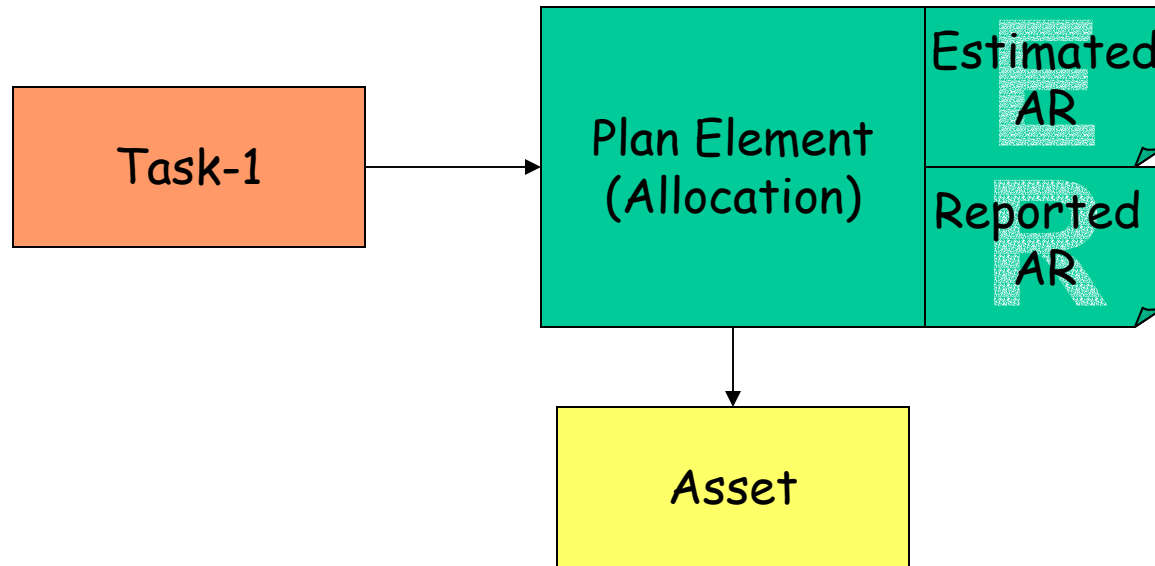 Task-1
Plan Element
(Allocation)
E
Estimated
AR
R
Reported
AR
Asset